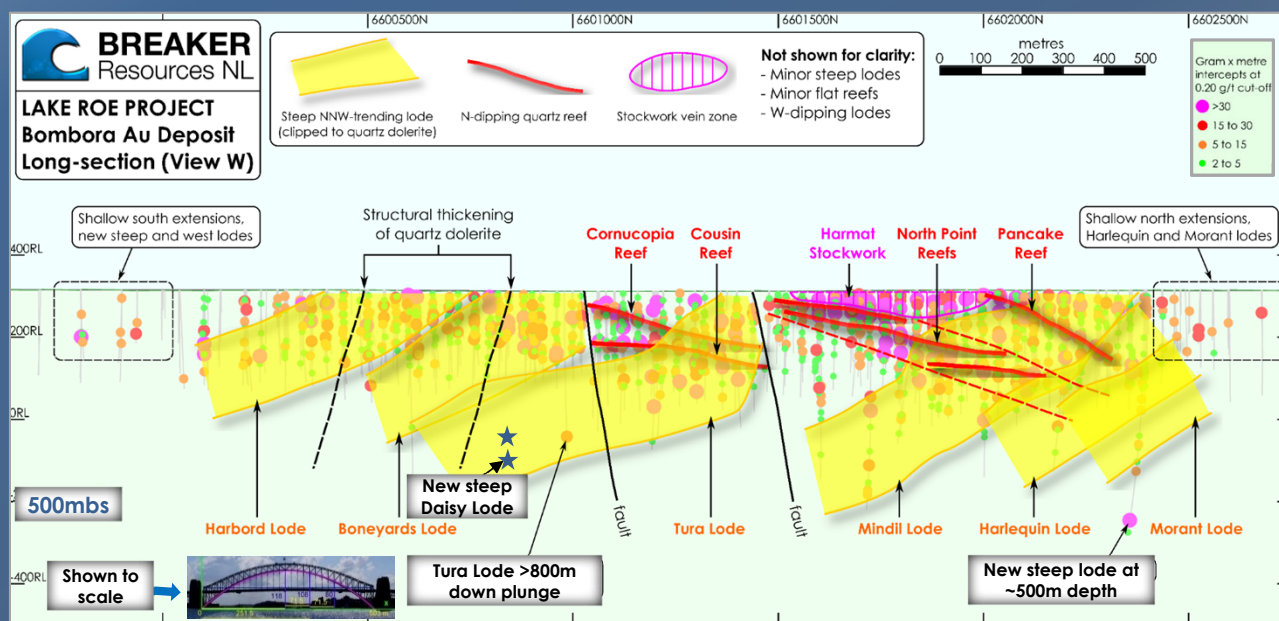 6600500N
6601000N
6601500N
6602000N
6602500N
BREAKER
Resources NL
LAKE ROE PROJECT
Bombora Au Deposit
Long-section (View W)
Steep NNW-trending lode
(clipped to quartz dolerite)
N-dipping quartz reef
Stockwork vein zone
Not shown for clarity:
- Minor steep lodes
- Minor flat reefs
- W-dipping lodes
metres
0 100 200 300 400 500
Gram x metre
intercepts at
0.20 g/t cut-off
>30
15 to 30
5 to 15
2 to 5
Shallow south extensions,
new steep and west lodes
Structural thickening
of quartz dolerite
Cornucopia
Reef
Cousin
Reef
Harmat
Stockwork
North Point
Reefs
Pancake
Reef
Shallow north extensions,
Harlequin and Morant lodes
400RL
200RL
0RL
-400RL
500mbs
New steep
Daisy Lode
Harbord Lode
Boneyards Lode
fault
Tura Lode
fault
Mindil Lode
Harlequin Lode
Morant Lode
Shown to
scale
Tura Lode >800m
down plunge
New steep lode at
~500m depth